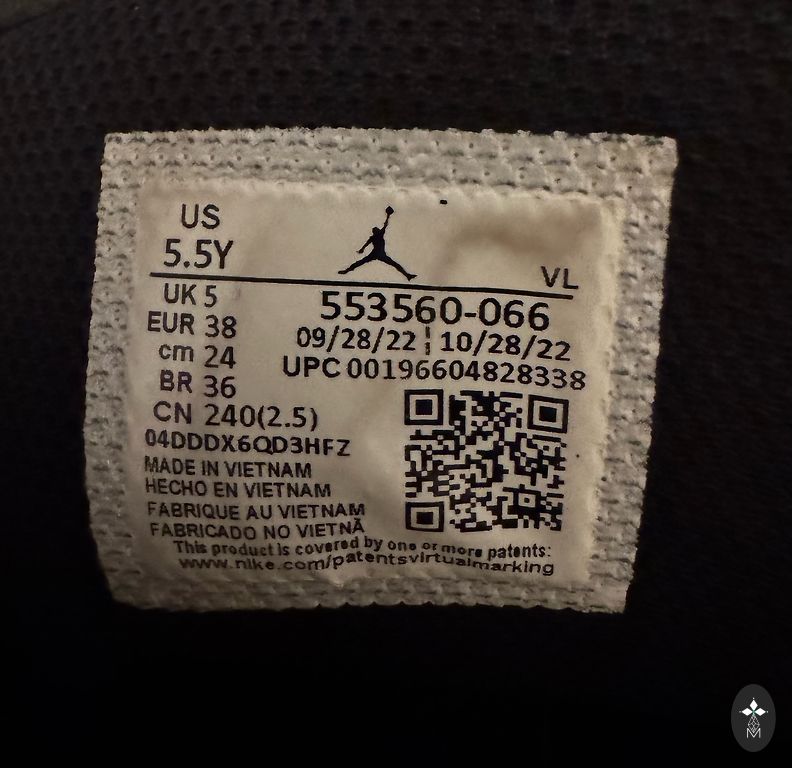 US
5.5Y
VL
UK 5
EUR 38
cm 24
BR 36
CN 240(2.5)
553560-066
09/28/22 ¦ 10/28/22
UPC 00196604828338
04DDDX6QD3HFZ
MADE IN VIETNAM
HECHO EN VIETNAM
FABRIQUE AU VIETNAM
FABRICADO NO VIETNÃ
This product is covered by one or more patents:
www.nike.com/patentsvirtualmarking
M